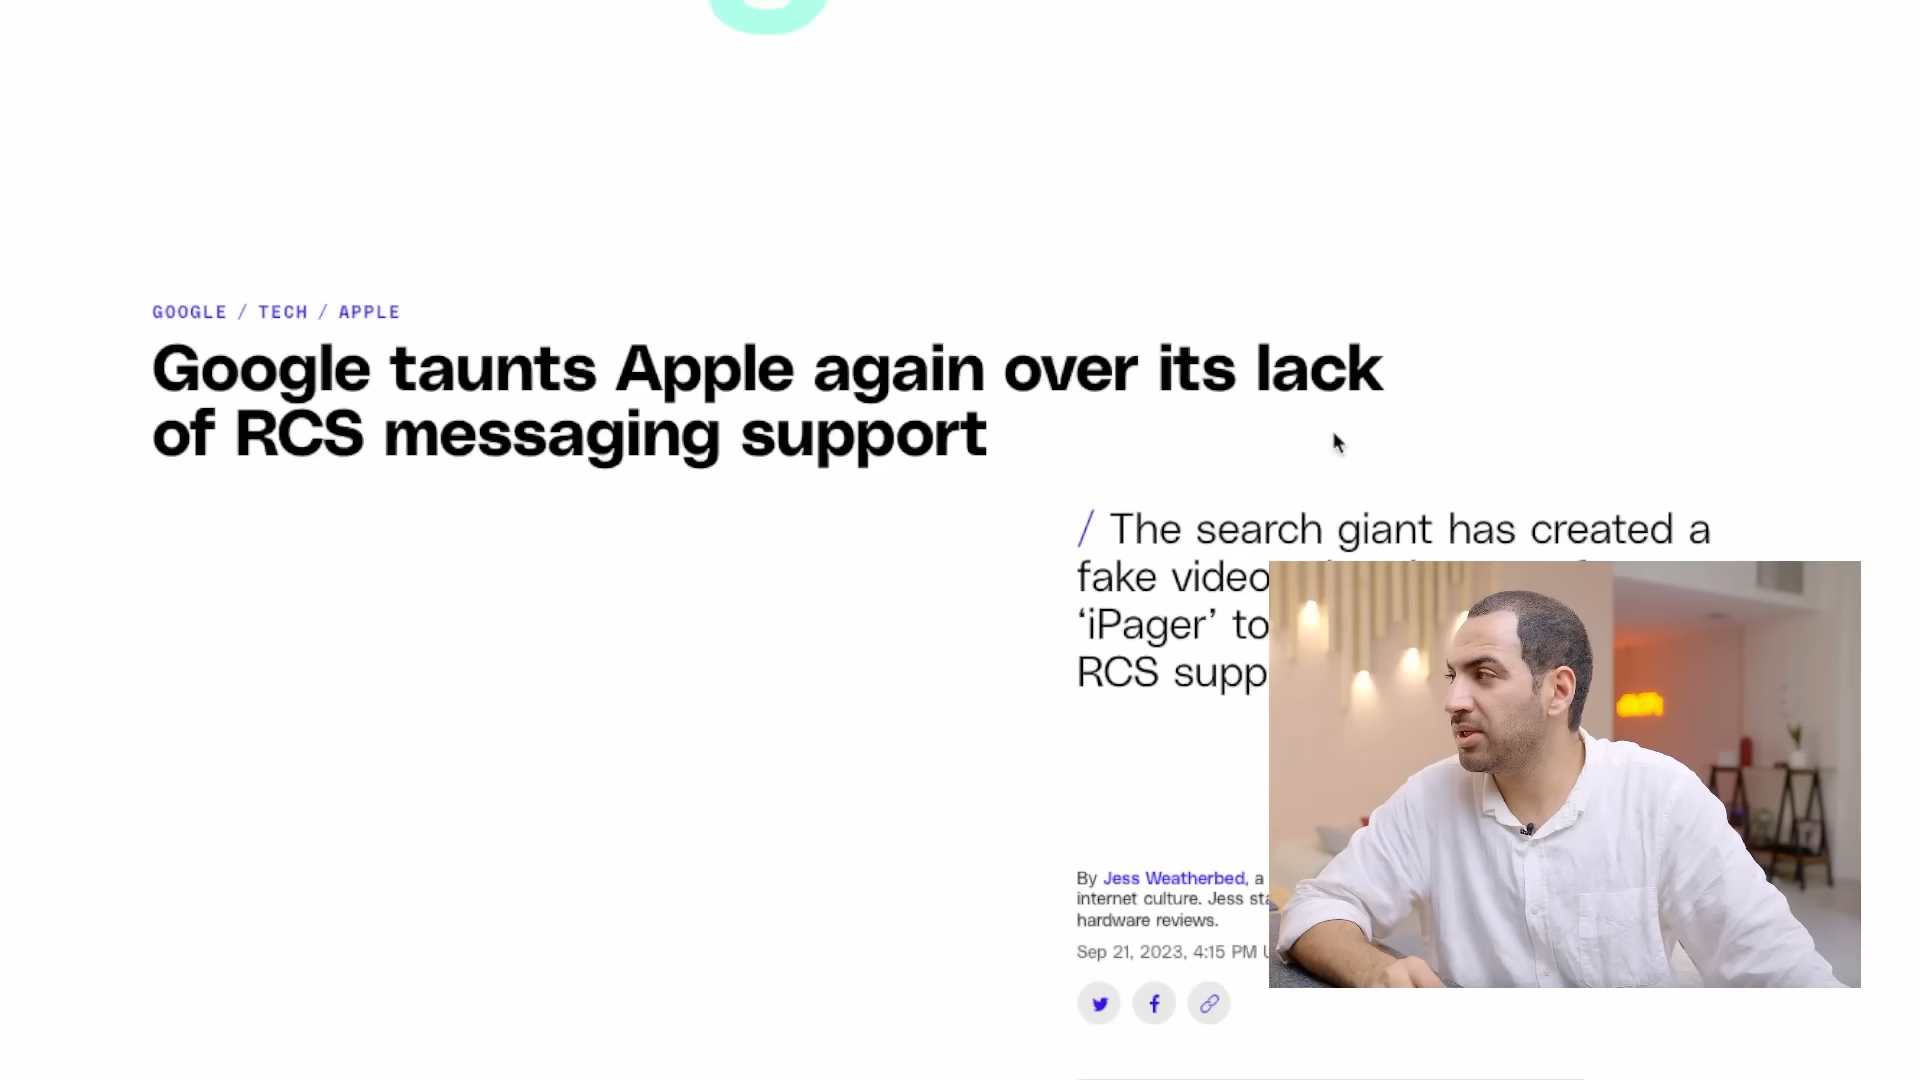 GOOGLE / TECH / APPLE
Google taunts Apple again over its lack
of RCS messaging support
/ The search giant has created a
fake video
‘iPager’ to
RCS supp
By Jess Weatherbed, a
internet culture. Jess sta
hardware reviews.
Sep 21, 2023, 4:15 PM U